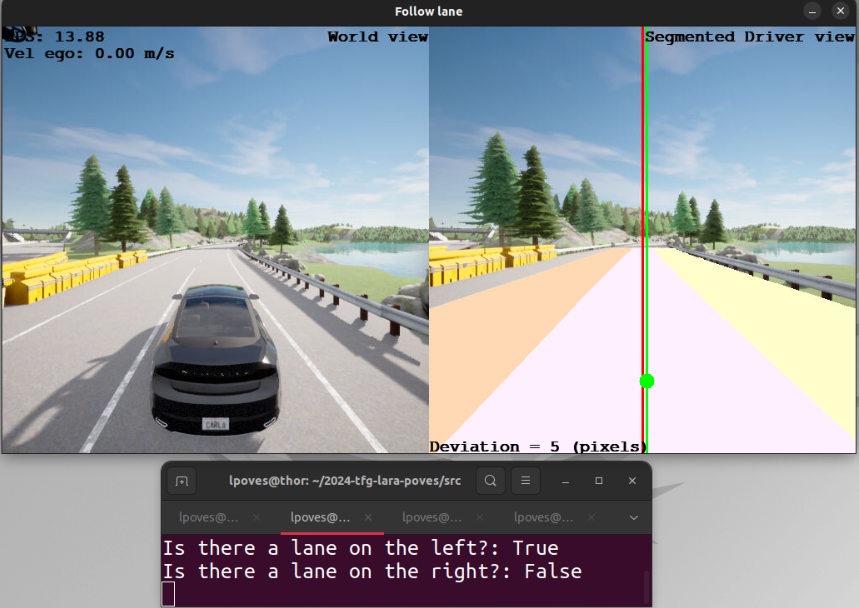 Follow lane
FPS: 13.88
World view
Segmented Driver view
Vel ego: 0.00 m/s
CARLA
Deviation = 5 (pixels)
lpoves@thor: ~/2024-tfg-lara-poves/src
lpoves@... lpoves@... lpoves@... lpoves@...
Is there a lane on the left?: True
Is there a lane on the right?: False